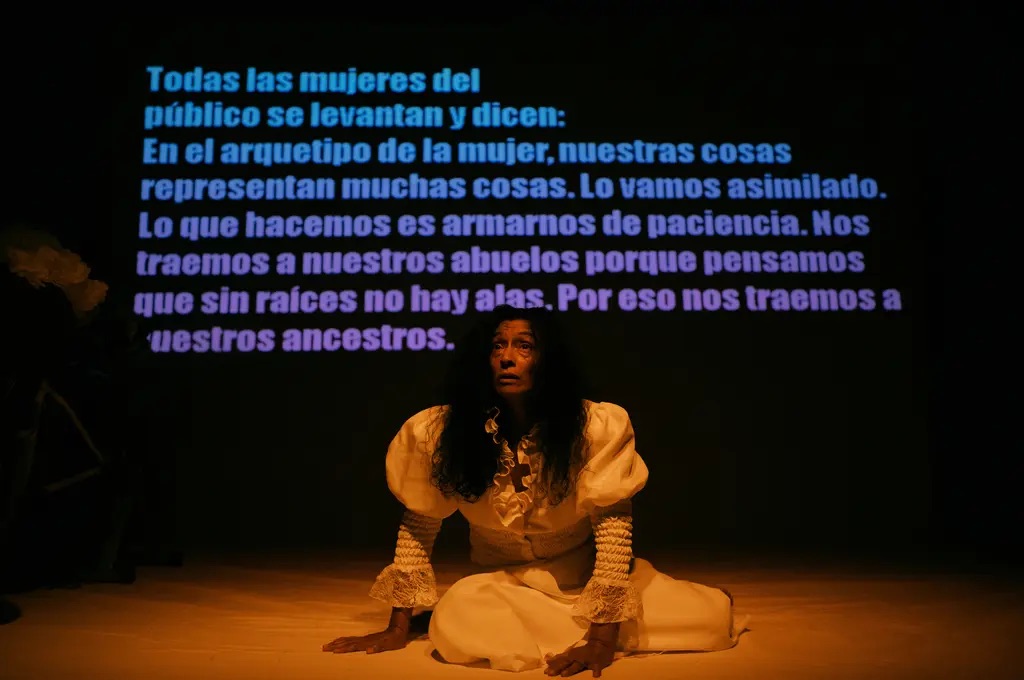 Todas las mujeres del
público se levantan y dicen:
En el arquetipo de la mujer, nuestras cosas
representan muchas cosas. Lo vamos asimilado.
Lo que hacemos es armarnos de paciencia. Nos
traemos a nuestros abuelos porque pensamos
que sin raíces no hay alas. Por eso nos traemos a
nuestros ancestros.